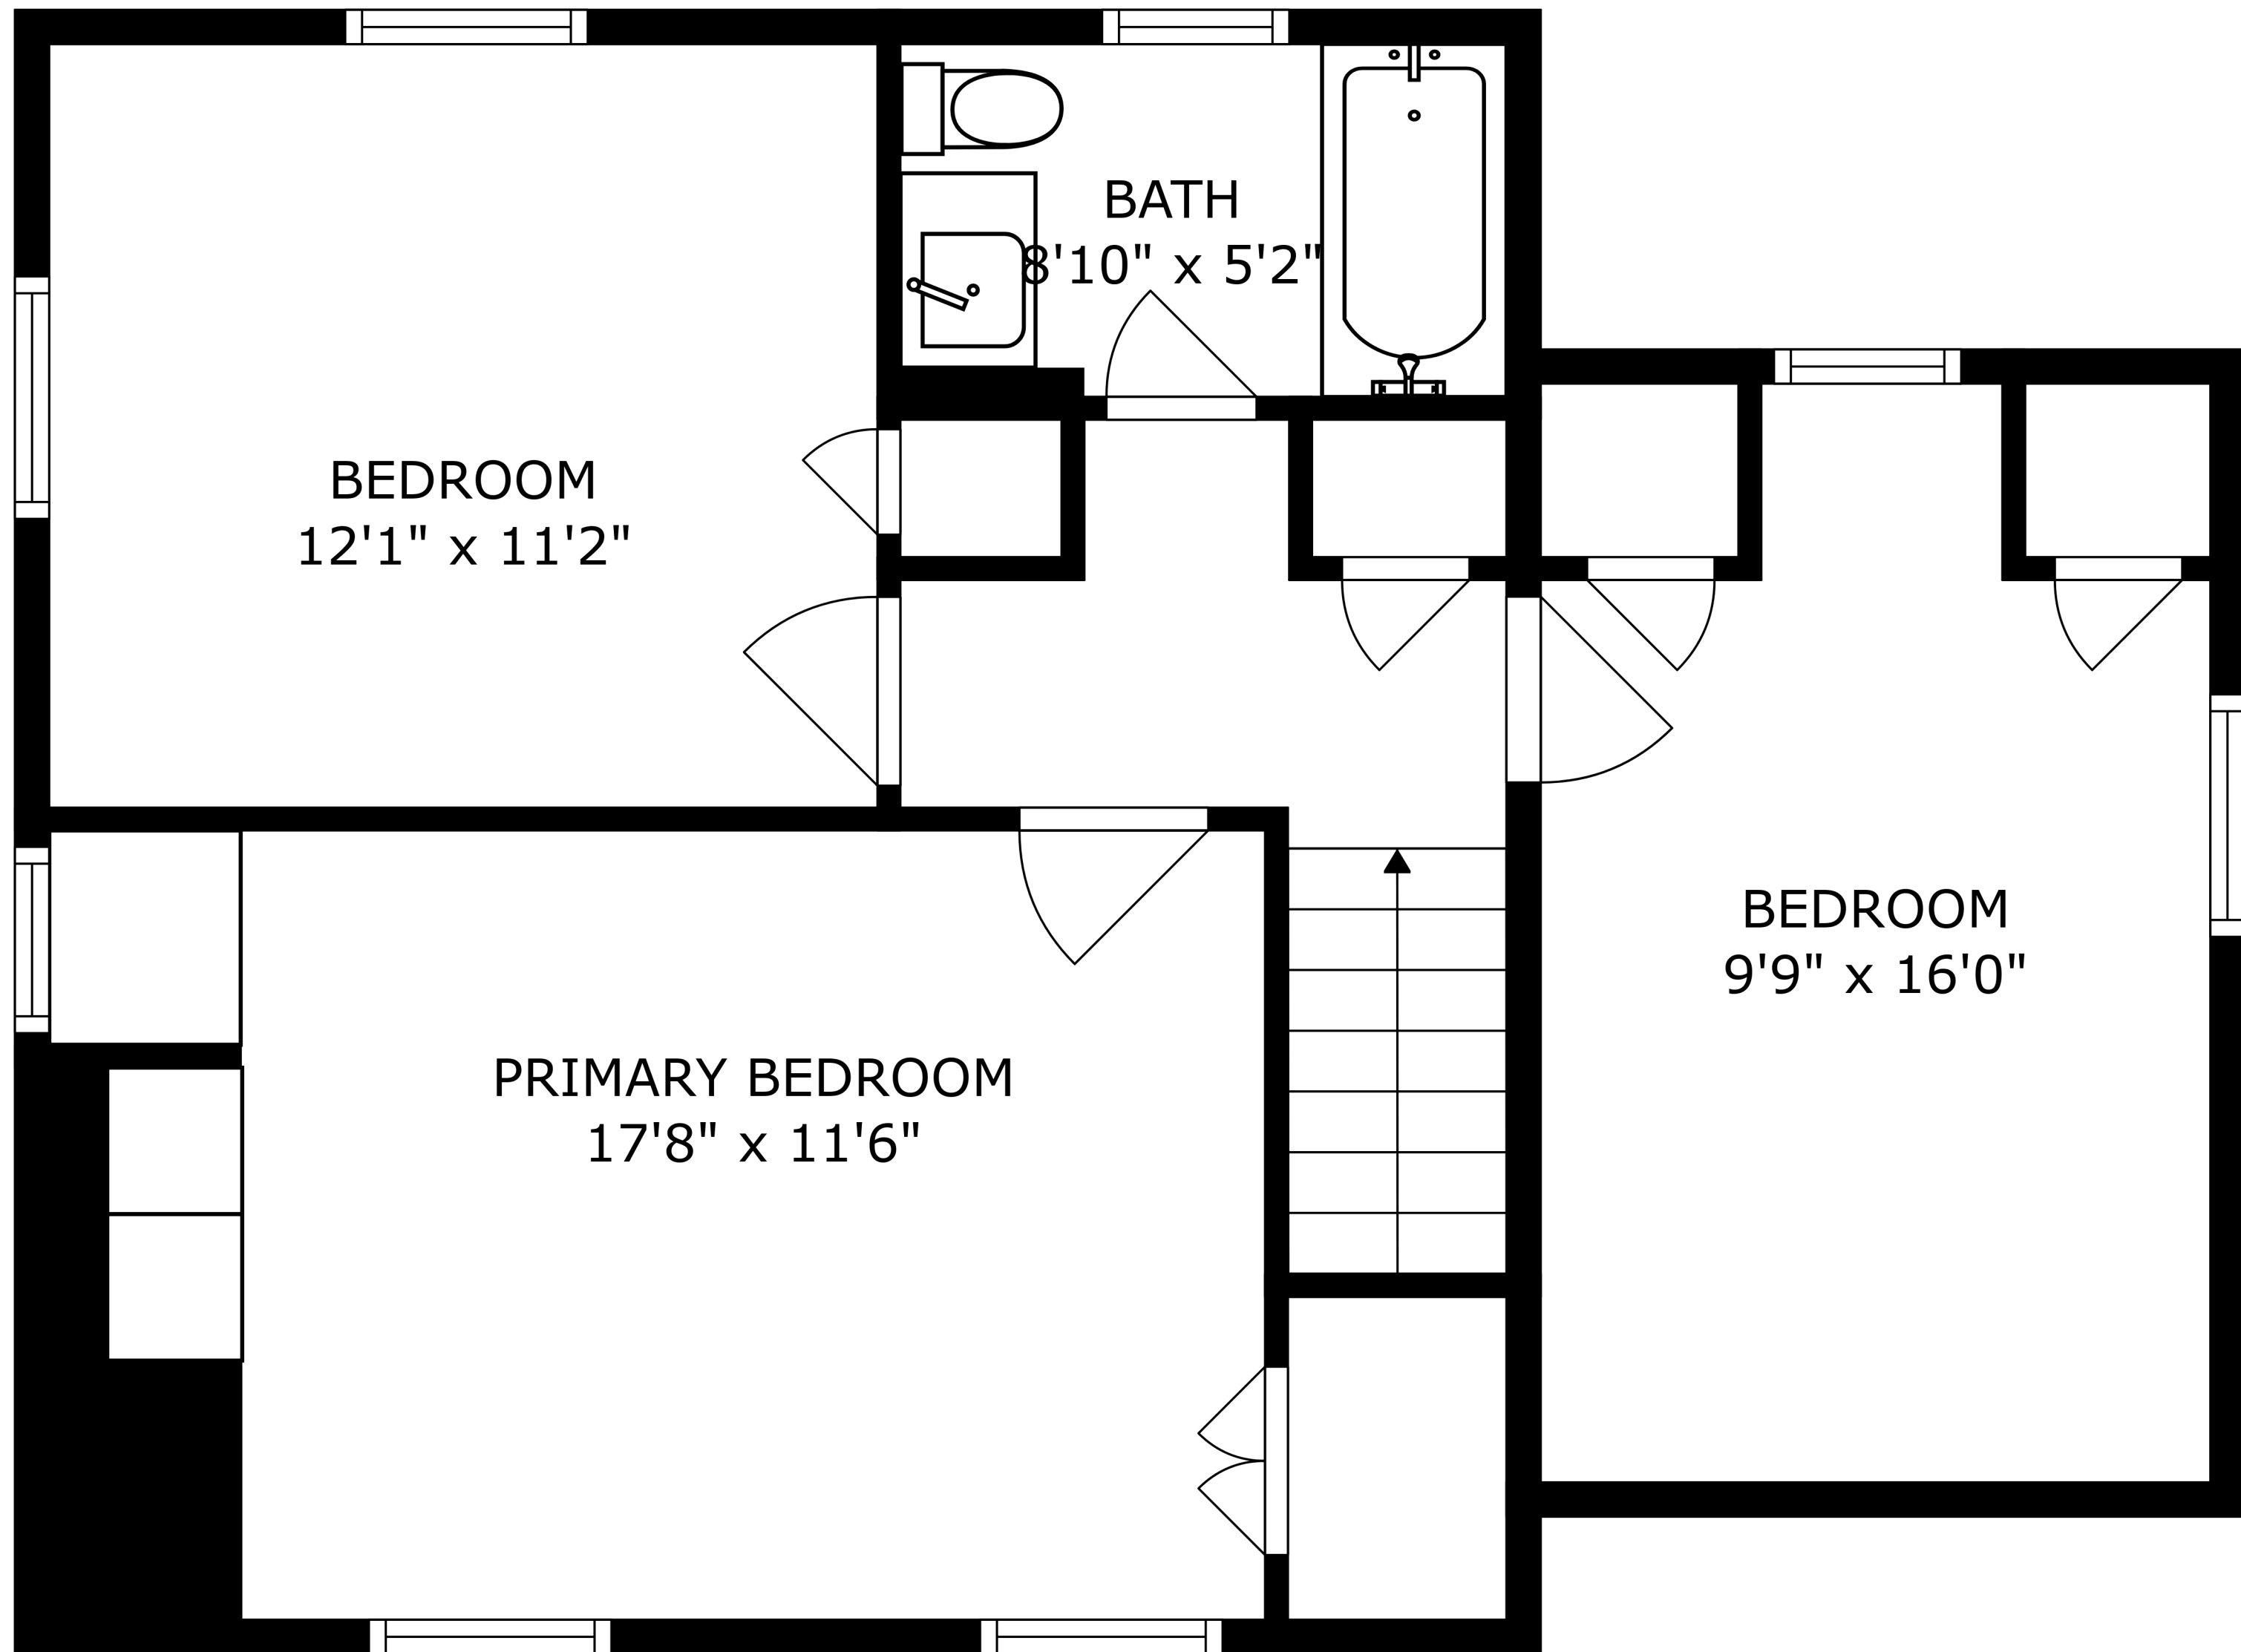 BATH
8'10" x 5'2"
BEDROOM
12'1" x 11'2"
BEDROOM
9'9" x 16'0"
PRIMARY BEDROOM
17'8" x 11'6"